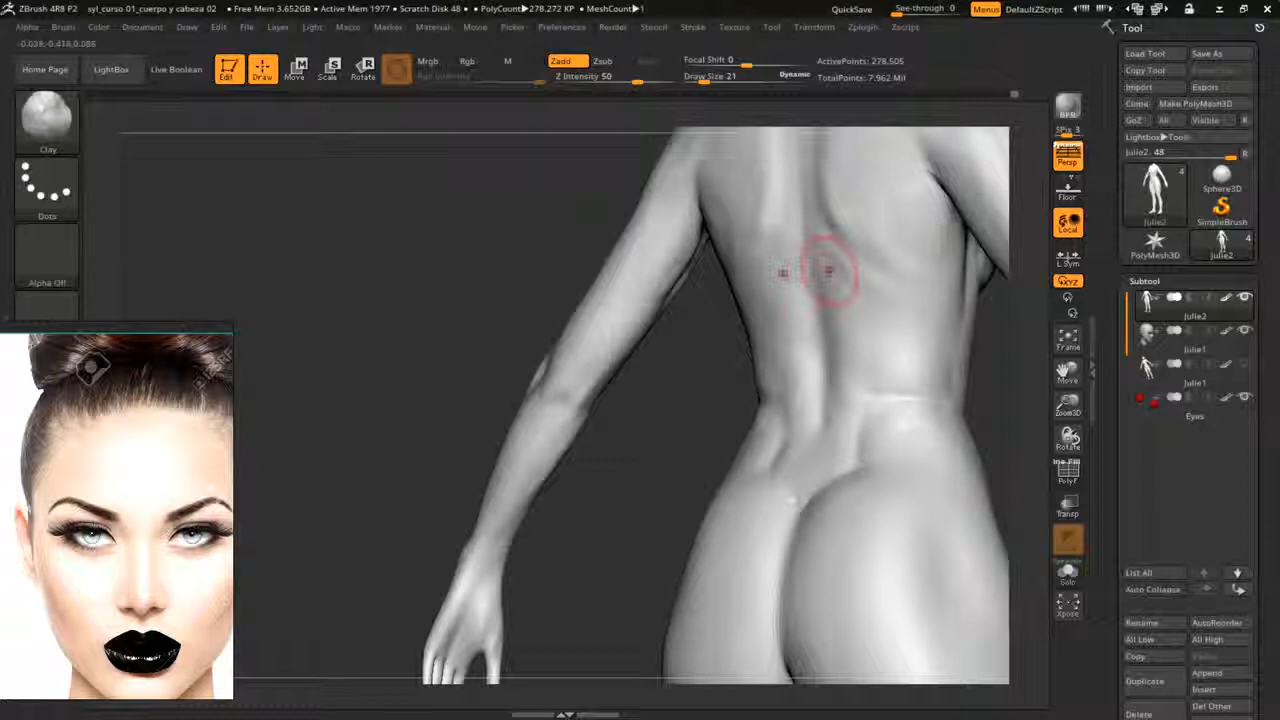 ZBrush 4R8 P2 syl_curso 01_cuerpo y cabeza 02 • Free Mem 3.652GB • Active Mem 1977 • Scratch Disk 48 • PolyCount▶278.272 KP • MeshCount▶1 QuickSave See-through 0 Menus DefaultZScript
Alpha Brush Color Document Draw Edit File Layer Light Macro Marker Material Movie Picker Preferences Render Stencil Stroke Texture Tool Transform Zplugin Zscript
-0.039,-0.418,0.086
Home Page LightBox Live Boolean Edit Draw Move Scale Rotate
Mrgb Rgb M Zadd Zsub Focal Shift 0 ActivePoints: 278,505
Rgb Intensity Z Intensity 50 Draw Size 21 Dynamic TotalPoints: 7.962 Mil
Clay
Dots
Alpha Off
BPR
SPix 3
Persp
Floor
Local
L.Sym
XYZ
Frame
Move
Zoom3D
Rotate
Line Fill
PolyF
Transp
Solo
Xpose
Tool
Load Tool Save As
Copy Tool
Import Export
Clone Make PolyMesh3D
GoZ All Visible R
Lightbox▶Tools
Julie2. 48 R
4
Julie2 Sphere3D
SimpleBrush
4
PolyMesh3D Julie2
Subtool
Julie2
Julie1
Julie1
Eyes
List All
Auto Collapse
Rename AutoReorder
All Low All High
Copy
Duplicate Append
Insert
Delete Del Other